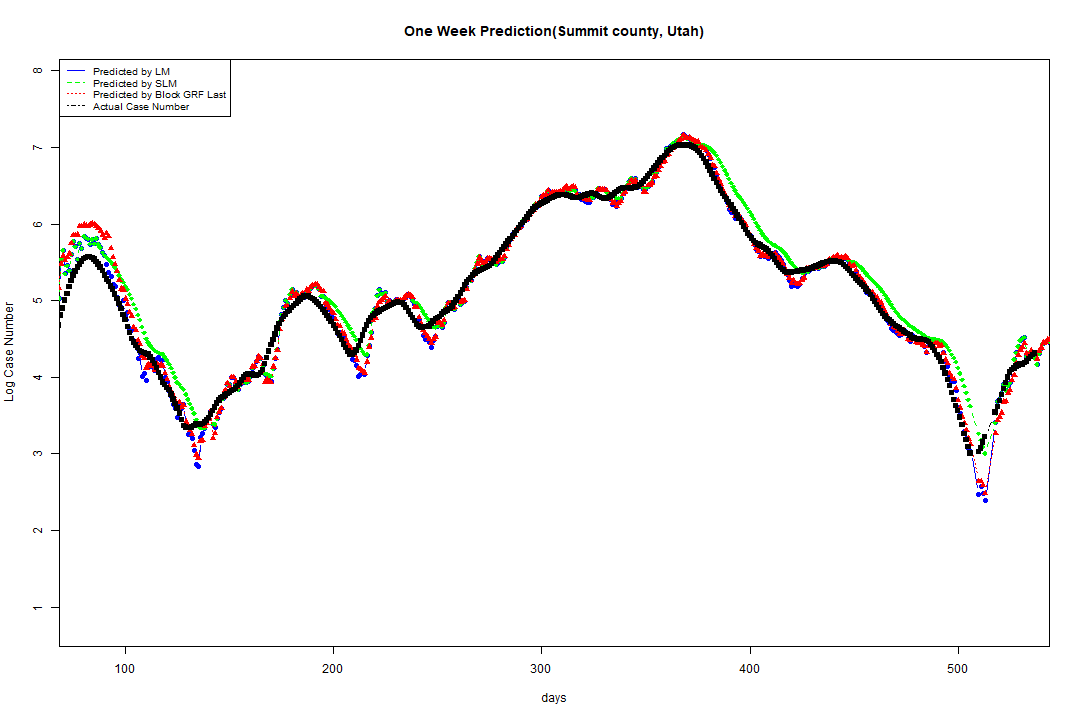 One Week Prediction(Summit county, Utah)
Predicted by LM
Predicted by SLM
Predicted by Block GRF Last
Actual Case Number
8
7
6
5
4
3
2
1
Log Case Number
100 200 300 400 500
days